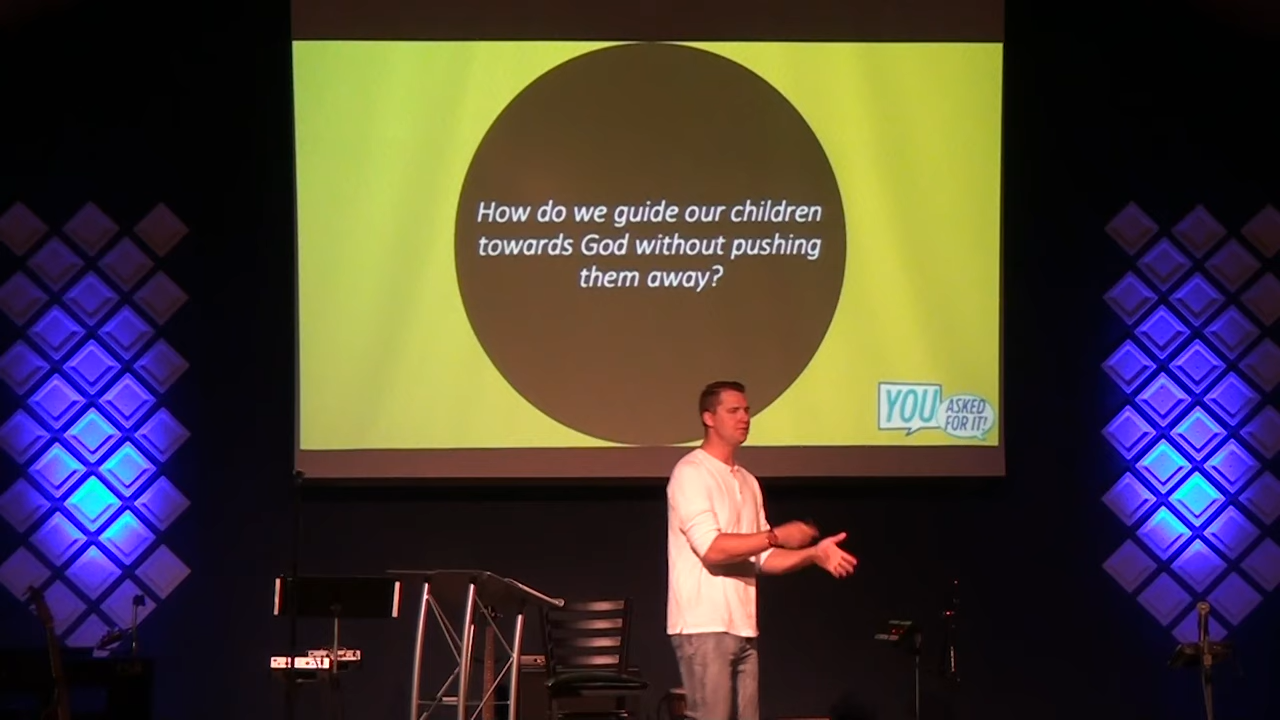 How do we guide our children
towards God without pushing
them away?
YOU
ASKED
FOR IT!